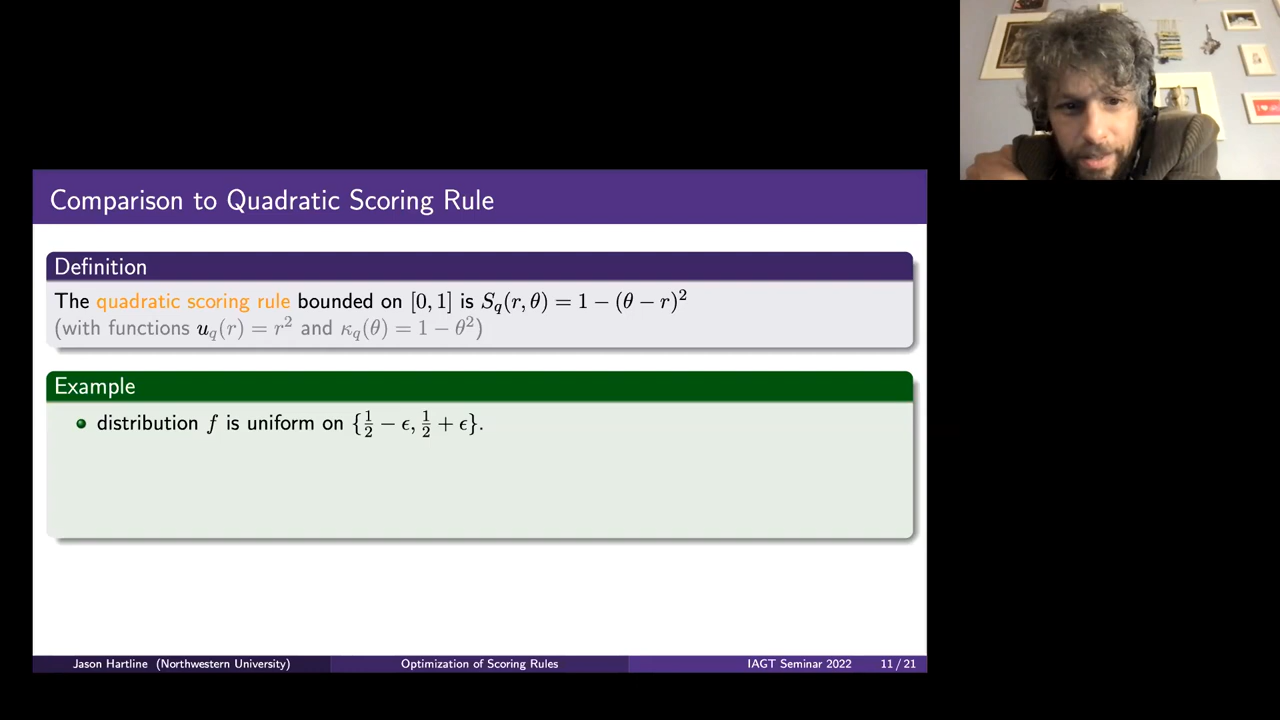 Comparison to Quadratic Scoring Rule
Definition
The quadratic scoring rule bounded on [0, 1] is S_q(r, θ) = 1 − (θ − r)²
(with functions u_q(r) = r² and κ_q(θ) = 1 − θ²)
Example
distribution f is uniform on {1/2 − ϵ, 1/2 + ϵ}.
Jason Hartline (Northwestern University) Optimization of Scoring Rules IAGT Seminar 2022 11 / 21